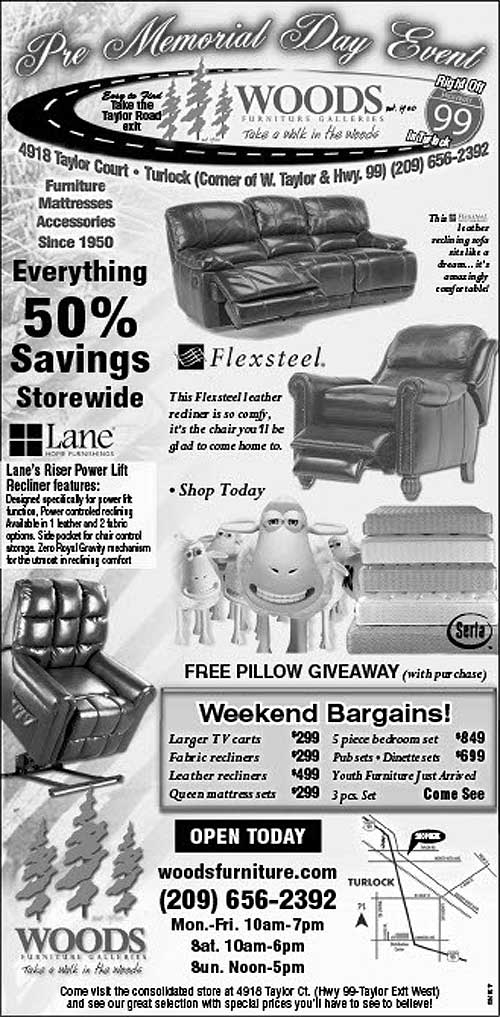 Pre Memorial Day Event
Easy to Find
Take the
Taylor Road
exit
WOODS
FURNITURE GALLERIES
Take a Walk in the Woods
Right Off
99
In Turlock
4918 Taylor Court • Turlock (Corner of W. Taylor & Hwy. 99) (209) 656-2392
Furniture
Mattresses
Accessories
Since 1950
Everything
50%
Savings
Storewide
This Flexsteel
leather
reclining sofa
sits like a
dream... it's
amazingly
comfortable!
Flexsteel®
This Flexsteel leather
recliner is so comfy,
it's the chair you'll be
glad to come home to.
Lane®
HOME FURNISHINGS
Lane's Riser Power Lift
Recliner features:
Designed specifically for power lift
function, Power controled reclining
Available in 1 leather and 2 fabric
options. Side pocket for chair control
storage. Zero Royal Gravity mechanism
for the utmost in reclining comfort
• Shop Today
Serta
FREE PILLOW GIVEAWAY (with purchase)
Weekend Bargains!
Larger TV carts $299
Fabric recliners $299
Leather recliners $499
Queen mattress sets $299
5 piece bedroom set $849
Pub sets • Dinette sets $699
Youth Furniture Just Arrived
3 pcs. Set Come See
OPEN TODAY
woodsfurniture.com
(209) 656-2392
Mon.-Fri. 10am-7pm
Sat. 10am-6pm
Sun. Noon-5pm
TURLOCK
WOODS
FURNITURE GALLERIES
Take a Walk in the Woods
Come visit the consolidated store at 4918 Taylor Ct. (Hwy 99-Taylor Exit West)
and see our great selection with special prices you'll have to see to believe!